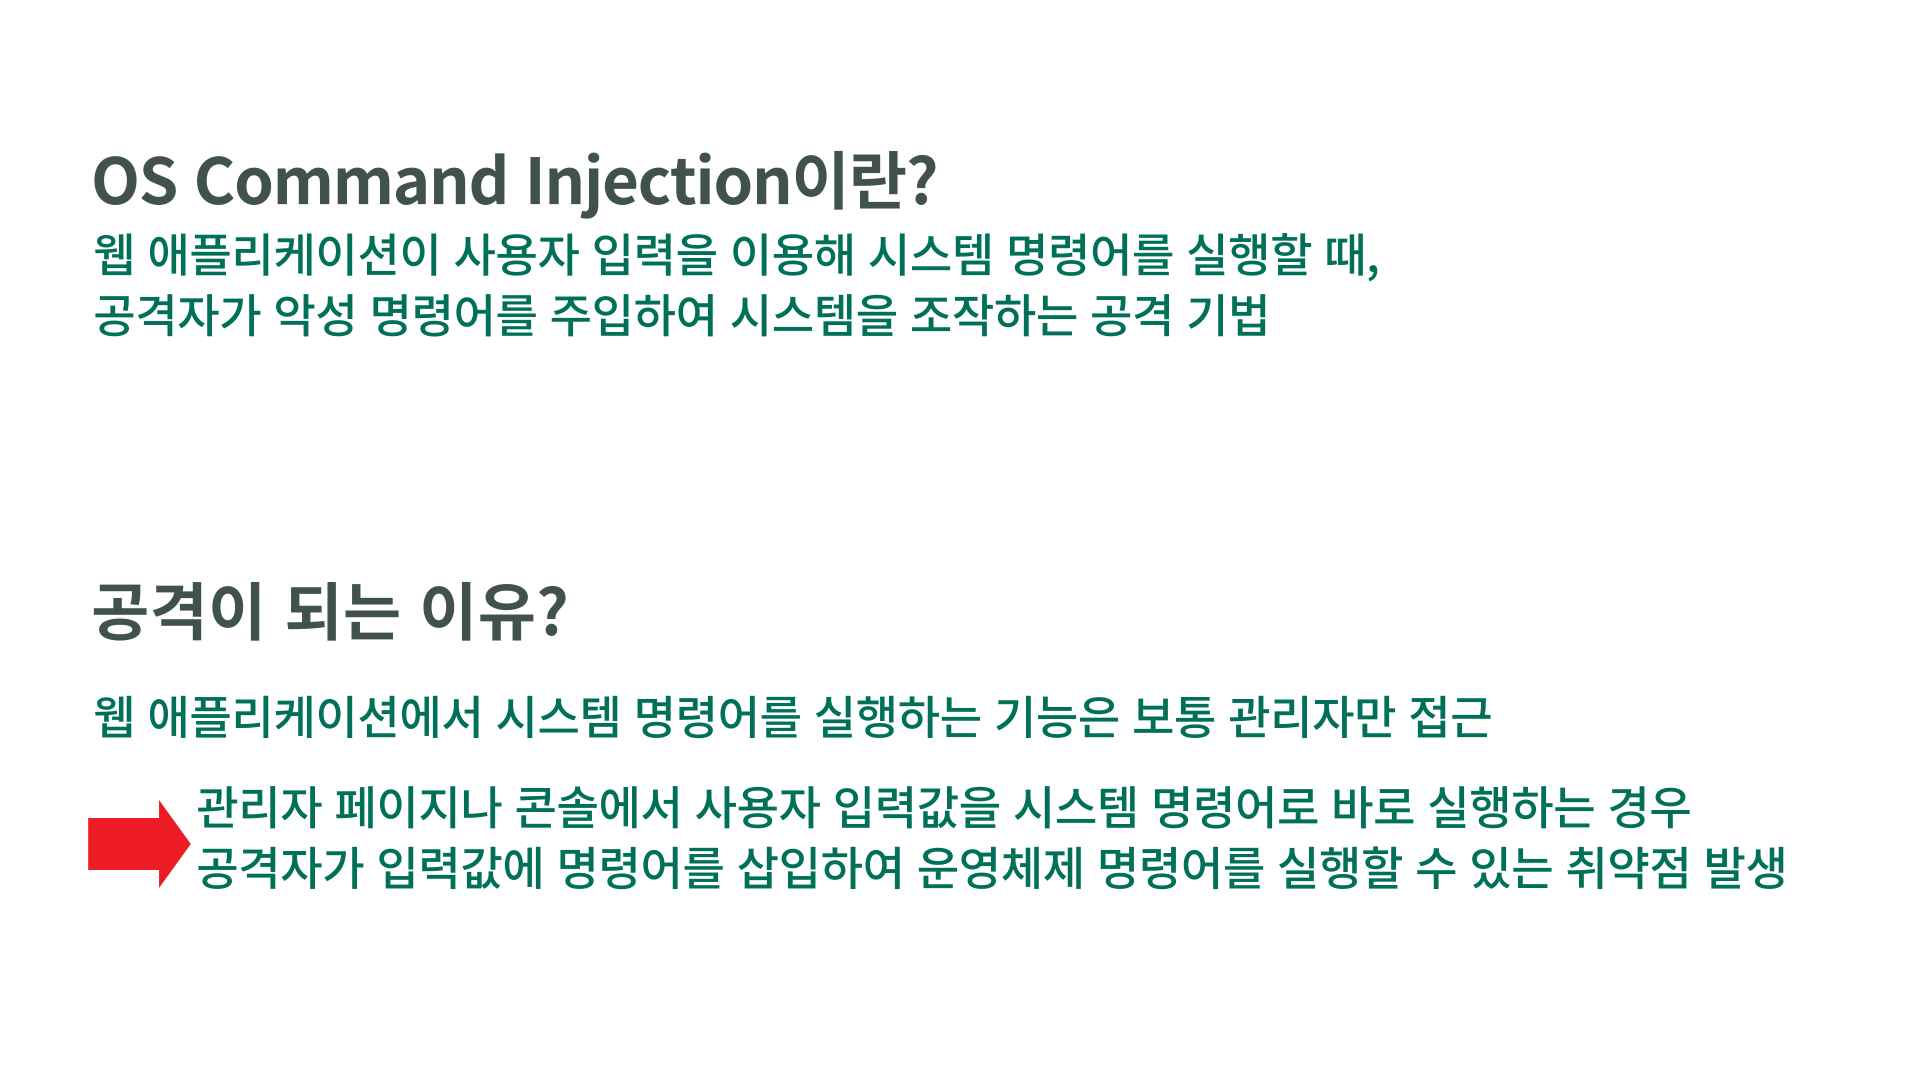 OS Command Injection이란?
웹 애플리케이션이 사용자 입력을 이용해 시스템 명령어를 실행할 때,
공격자가 악성 명령어를 주입하여 시스템을 조작하는 공격 기법
공격이 되는 이유?
웹 애플리케이션에서 시스템 명령어를 실행하는 기능은 보통 관리자만 접근
관리자 페이지나 콘솔에서 사용자 입력값을 시스템 명령어로 바로 실행하는 경우
공격자가 입력값에 명령어를 삽입하여 운영체제 명령어를 실행할 수 있는 취약점 발생